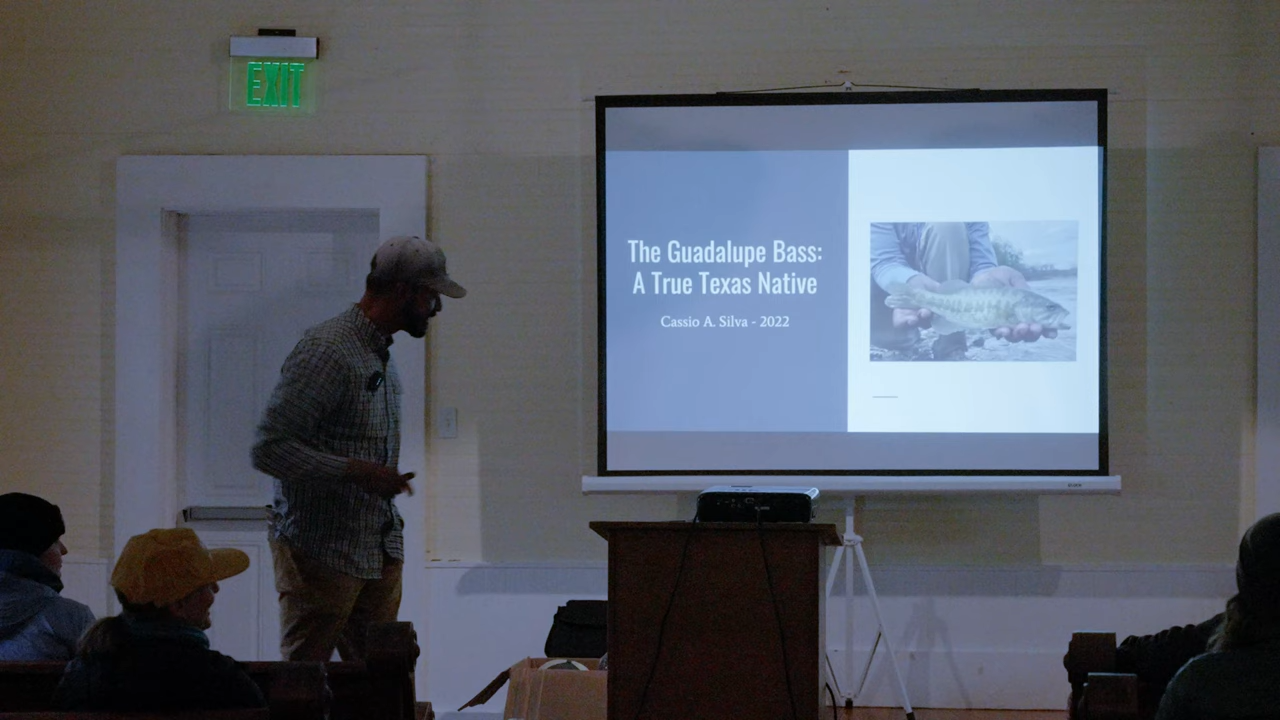 EXIT
The Guadalupe Bass:
A True Texas Native
Cassio A. Silva - 2022